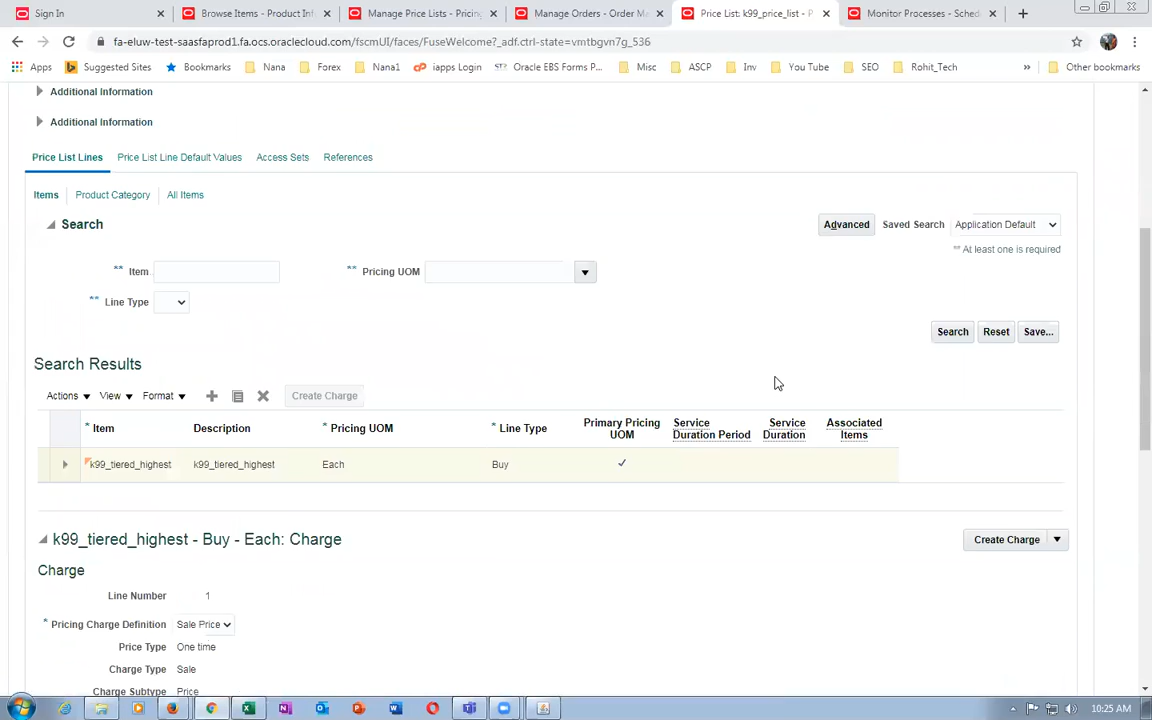 Sign In
Browse Items - Product Inf
Manage Price Lists - Pricing
Manage Orders - Order Me
Price List: k99_price_list - P
Monitor Processes - Sched
fa-eluw-test-saasfaprod1.fa.ocs.oraclecloud.com/fscmUI/faces/FuseWelcome?_adf.ctrl-state=vmtbgvn7g_536
Apps Suggested Sites Bookmarks Nana Forex Nana1 iapps Login Oracle EBS Forms P... Misc ASCP Inv You Tube SEO Rohit_Tech » Other bookmarks
Additional Information
Additional Information
Price List Lines Price List Line Default Values Access Sets References
Items Product Category All Items
Search
Advanced Saved Search Application Default
** At least one is required
** Item ** Pricing UOM
** Line Type
Search Reset Save...
Search Results
Actions View Format Create Charge
* Item Description * Pricing UOM * Line Type Primary Pricing UOM Service Duration Period Service Duration Associated Items
k99_tiered_highest k99_tiered_highest Each Buy
k99_tiered_highest - Buy - Each: Charge
Create Charge
Charge
Line Number 1
* Pricing Charge Definition Sale Price
Price Type One time
Charge Type Sale
Charge Subtype Price
10:25 AM